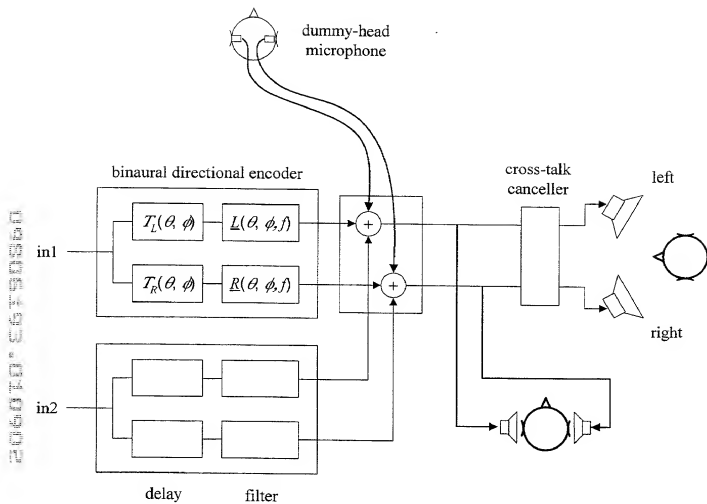 dummy-head
microphone
binaural directional encoder
cross-talk
canceller
left
in1
T_L(θ, φ)
L(θ, φ,f)
+
T_R(θ, φ)
R(θ, φ,f)
+
right
in2
delay
filter